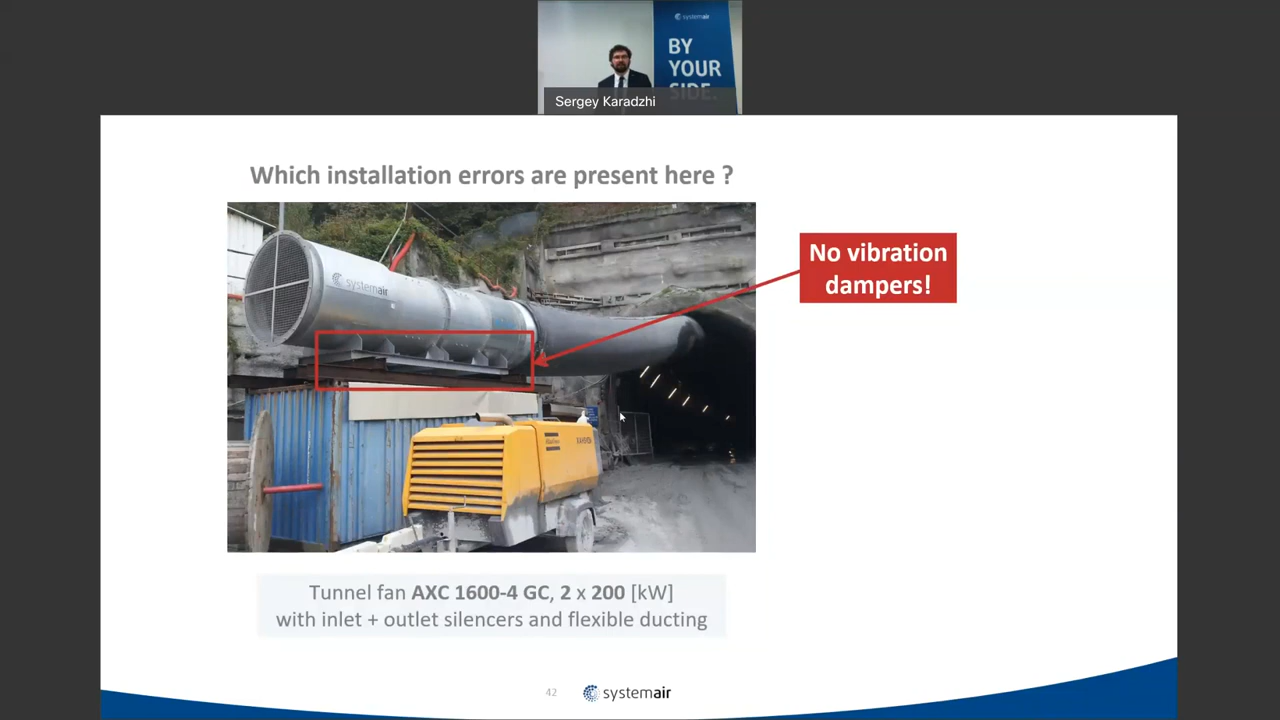 systemair
BY
YOUR
SIDE.
Sergey Karadzhi
Which installation errors are present here ?
No vibration
dampers!
systemair
Tunnel fan AXC 1600-4 GC, 2 x 200 [kW]
with inlet + outlet silencers and flexible ducting
42
systemair